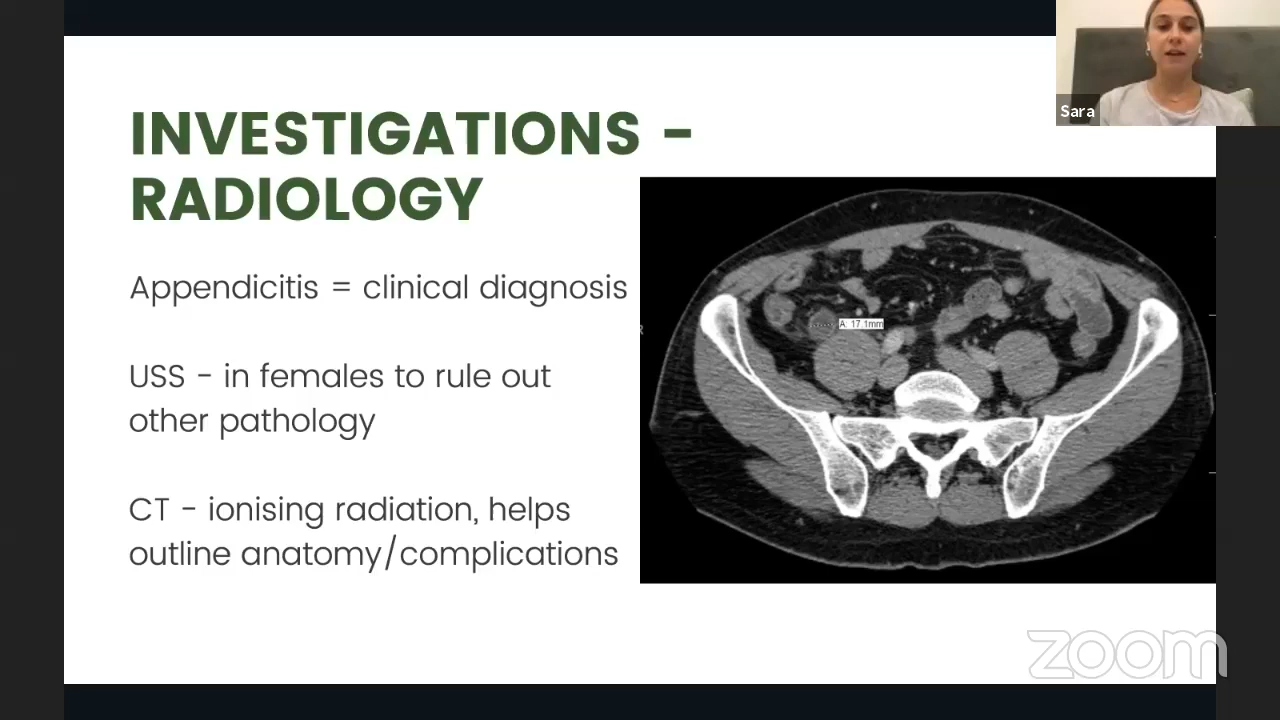 Sara
INVESTIGATIONS -
RADIOLOGY
Appendicitis = clinical diagnosis
A: 17.1mm
USS - in females to rule out
other pathology
CT - ionising radiation, helps
outline anatomy/complications
zoom